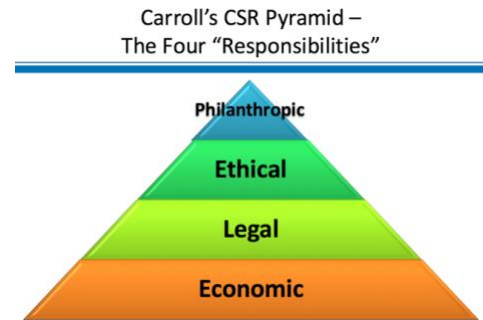 Carroll’s CSR Pyramid –
The Four “Responsibilities”
Philanthropic
Ethical
Legal
Economic